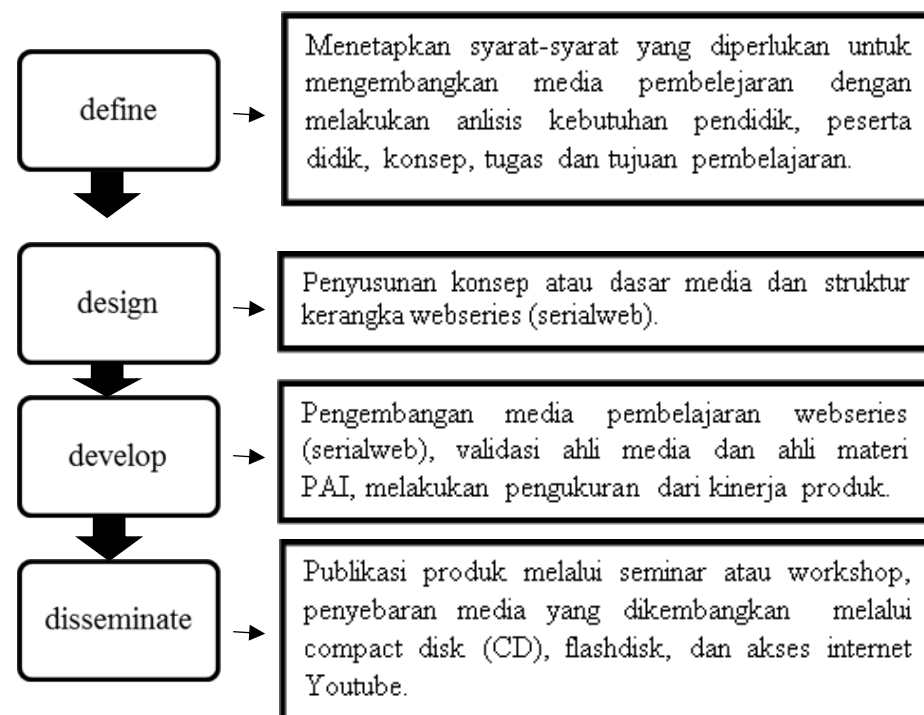 define
Menetapkan syarat-syarat yang diperlukan untuk
mengembangkan media pembelejaran dengan
melakukan anlisis kebutuhan pendidik, peserta
didik, konsep, tugas dan tujuan pembelajaran.
design
Penyusunan konsep atau dasar media dan struktur
kerangka webseries (serialweb).
develop
Pengembangan media pembelajaran webseries
(serialweb), validasi ahli media dan ahli materi
PAI, melakukan pengukuran dari kinerja produk.
disseminate
Publikasi produk melalui seminar atau workshop,
penyebaran media yang dikembangkan melalui
compact disk (CD), flashdisk, dan akses internet
Youtube.